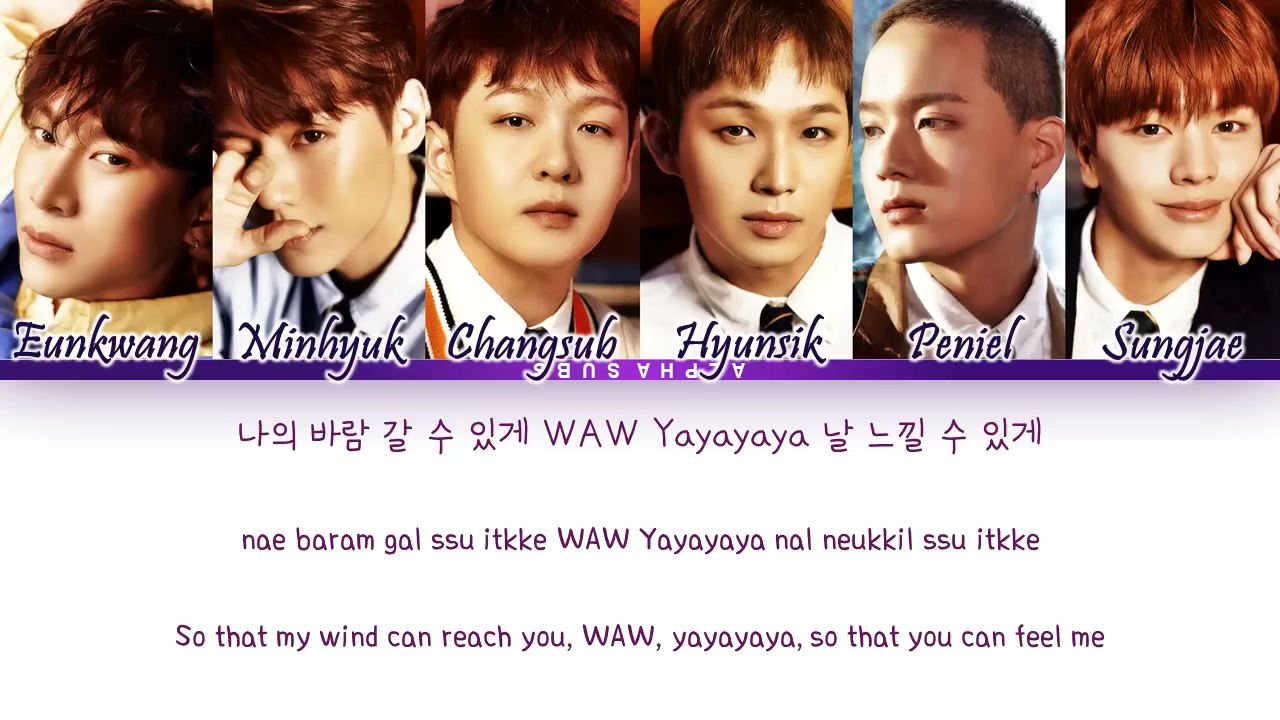 Eunkwang Minhyuk Changsub Hyunsik Peniel Sungjae
ALPHA SUBS
나의 바람 갈 수 있게 WAW Yayayaya 날 느낄 수 있게
nae baram gal ssu itkke WAW Yayayaya nal neukkil ssu itkke
So that my wind can reach you, WAW, yayayaya, so that you can feel me